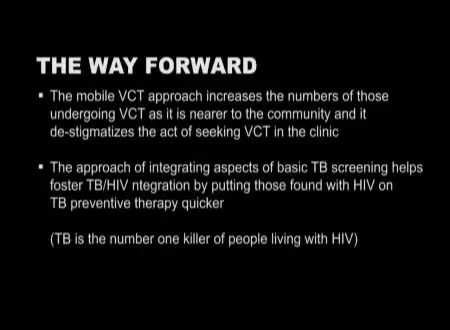 THE WAY FORWARD
▪ The mobile VCT approach increases the numbers of those
undergoing VCT as it is nearer to the community and it
de-stigmatizes the act of seeking VCT in the clinic
▪ The approach of integrating aspects of basic TB screening helps
foster TB/HIV ntegration by putting those found with HIV on
TB preventive therapy quicker
(TB is the number one killer of people living with HIV)